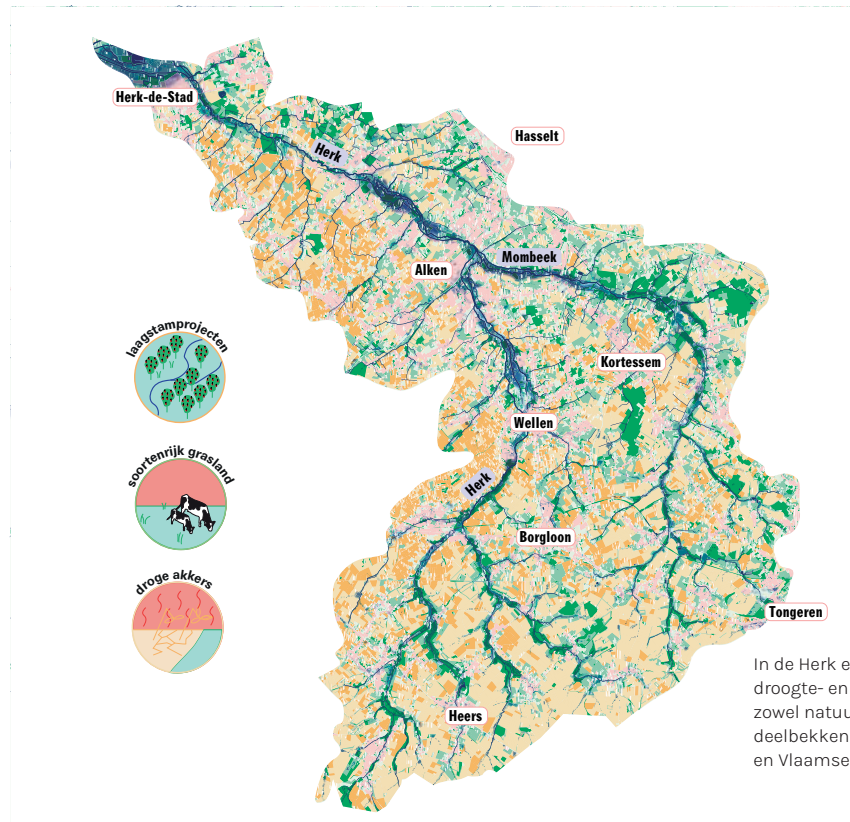 Herk-de-Stad
Hasselt
Herk
Mombeek
Alken
laagstamprojecten
Kortessem
Wellen
soortenrijk grasland
Herk
Borgloon
droge akkers
Tongeren
In de Herk e
droogte- en
zowel natuu
deelbekken
en Vlaamse
Heers